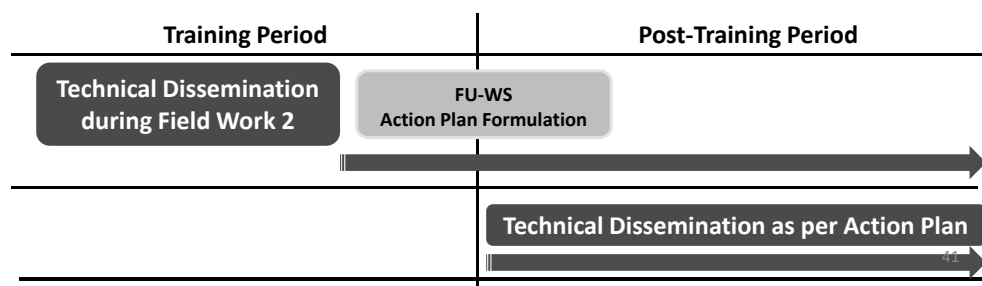 Training Period
Post-Training Period
Technical Dissemination
during Field Work 2
FU-WS
Action Plan Formulation
Technical Dissemination as per Action Plan
41